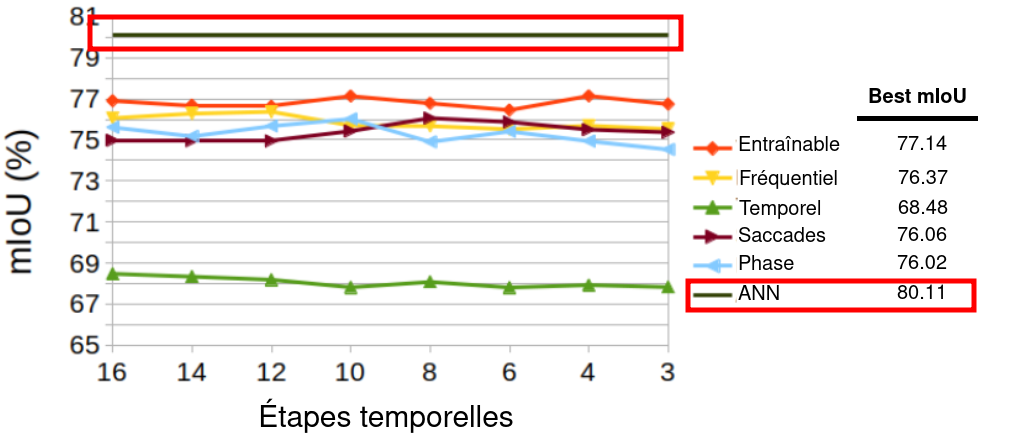 81
79
77
75
73
71
69
67
65
mIoU (%)
16 14 12 10 8 6 4 3
Étapes temporelles
Best mIoU
Entraînable 77.14
Fréquentiel 76.37
Temporel 68.48
Saccades 76.06
Phase 76.02
ANN 80.11